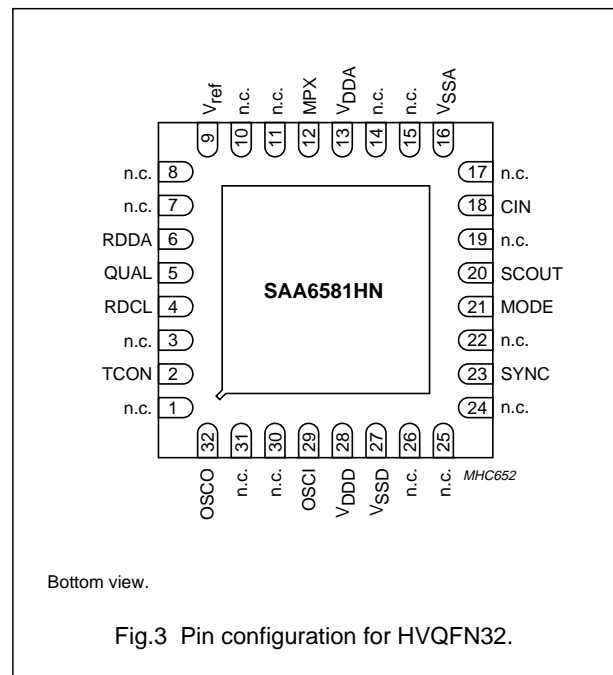 Vref n.c. n.c. MPX VDDA n.c. n.c. VSSA
9 10 11 12 13 14 15 16
n.c. 8
n.c. 7
RDDA 6
QUAL 5
RDCL 4
n.c. 3
TCON 2
n.c. 1
SAA6581HN
17 n.c.
18 CIN
19 n.c.
20 SCOUT
21 MODE
22 n.c.
23 SYNC
24 n.c.
32 31 30 29 28 27 26 25
OSCO n.c. n.c. OSCI VDDD VSSD n.c. n.c.
MHC652
Bottom view.
Fig.3 Pin configuration for HVQFN32.